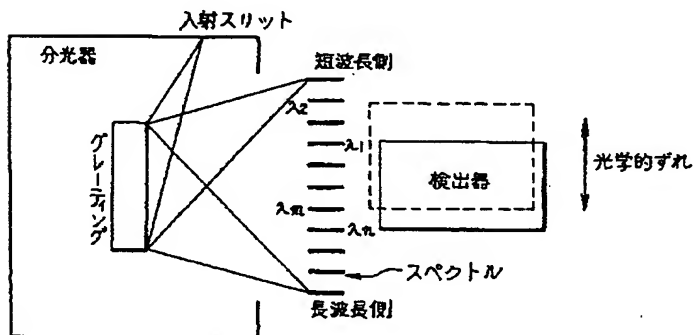 入射スリット
分光器
短波長側
グレーティング
λ2
λ1
検出器
光学的ずれ
λm
λn
スペクトル
長波長側